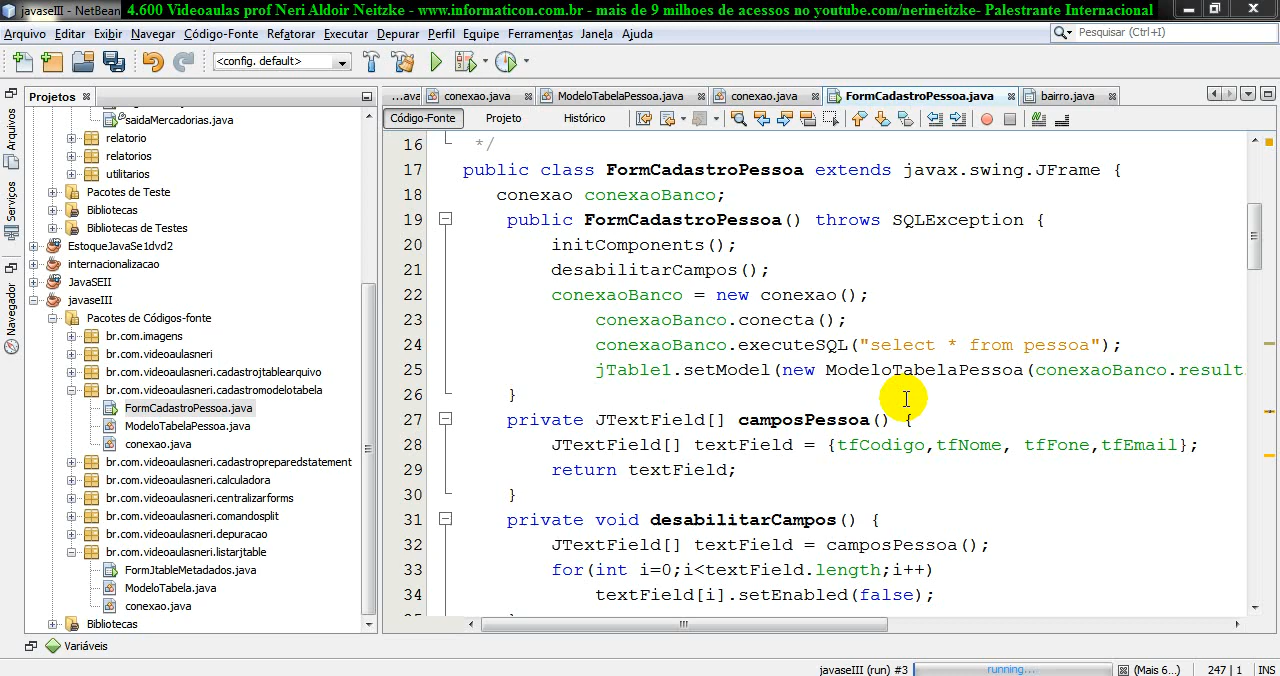 javaseIII - NetBean
4.600 Videoaulas prof Neri Aldoir Neitzke - www.informaticon.com.br - mais de 9 milhoes de acessos no youtube.com/nerineitzke- Palestrante Internacional
Arquivo Editar Exibir Navegar Código-Fonte Refatorar Executar Depurar Perfil Equipe Ferramentas Janela Ajuda
Pesquisar (Ctrl+I)
<config. default>
Projetos
...ava conexao.java ModeloTabelaPessoa.java conexao.java FormCadastroPessoa.java bairro.java
Código-Fonte Projeto Histórico
Arquivos
Serviços
Navegador
saidaMercadorias.java
relatorio
relatorios
utilitarios
Pacotes de Teste
Bibliotecas
Bibliotecas de Testes
EstoqueJavaSe1dvd2
internacionalizacao
JavaSEII
javaseIII
Pacotes de Códigos-fonte
br.com.imagens
br.com.videoaulasneri
br.com.videoaulasneri.cadastrojtablearquivo
br.com.videoaulasneri.cadastromodelotabela
FormCadastroPessoa.java
ModeloTabelaPessoa.java
conexao.java
br.com.videoaulasneri.cadastropreparedstatement
br.com.videoaulasneri.calculadora
br.com.videoaulasneri.centralizarforms
br.com.videoaulasneri.comandosplit
br.com.videoaulasneri.depuracao
br.com.videoaulasneri.listarjtable
FormJtableMetadados.java
ModeloTabela.java
conexao.java
Bibliotecas
16 */
17 public class FormCadastroPessoa extends javax.swing.JFrame {
18 conexao conexaoBanco;
19 public FormCadastroPessoa() throws SQLException {
20 initComponents();
21 desabilitarCampos();
22 conexaoBanco = new conexao();
23 conexaoBanco.conecta();
24 conexaoBanco.executeSQL("select * from pessoa");
25 jTable1.setModel(new ModeloTabelaPessoa(conexaoBanco.result
26 }
27 private JTextField[] camposPessoa() {
28 JTextField[] textField = {tfCodigo,tfNome, tfFone,tfEmail};
29 return textField;
30 }
31 private void desabilitarCampos() {
32 JTextField[] textField = camposPessoa();
33 for(int i=0;i<textField.length;i++)
34 textField[i].setEnabled(false);
Variáveis
javaseIII (run) #3 running... (Mais 6...) 247 | 1 INS